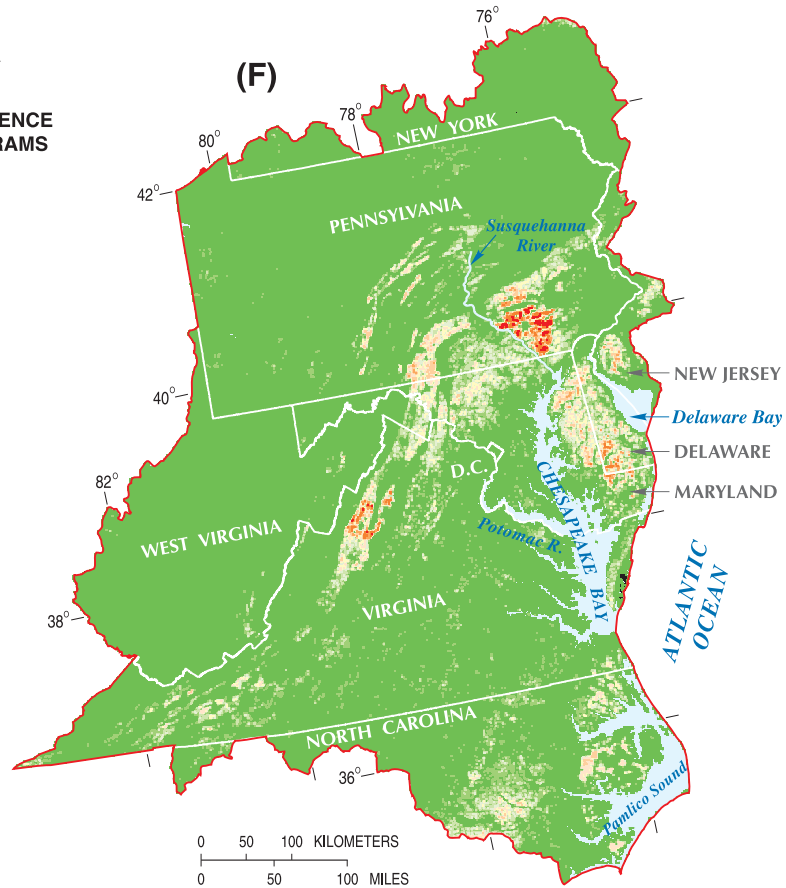 76°
(F)
ENCE
RAMS
78°
80°
NEW YORK
42°
PENNSYLVANIA
Susquehanna
River
NEW JERSEY
40°
Delaware Bay
DELAWARE
D.C.
82°
MARYLAND
CHESAPEAKE BAY
WEST VIRGINIA
Potomac R.
ATLANTIC
OCEAN
VIRGINIA
38°
NORTH CAROLINA
36°
Pamlico Sound
0 50 100 KILOMETERS
0 50 100 MILES